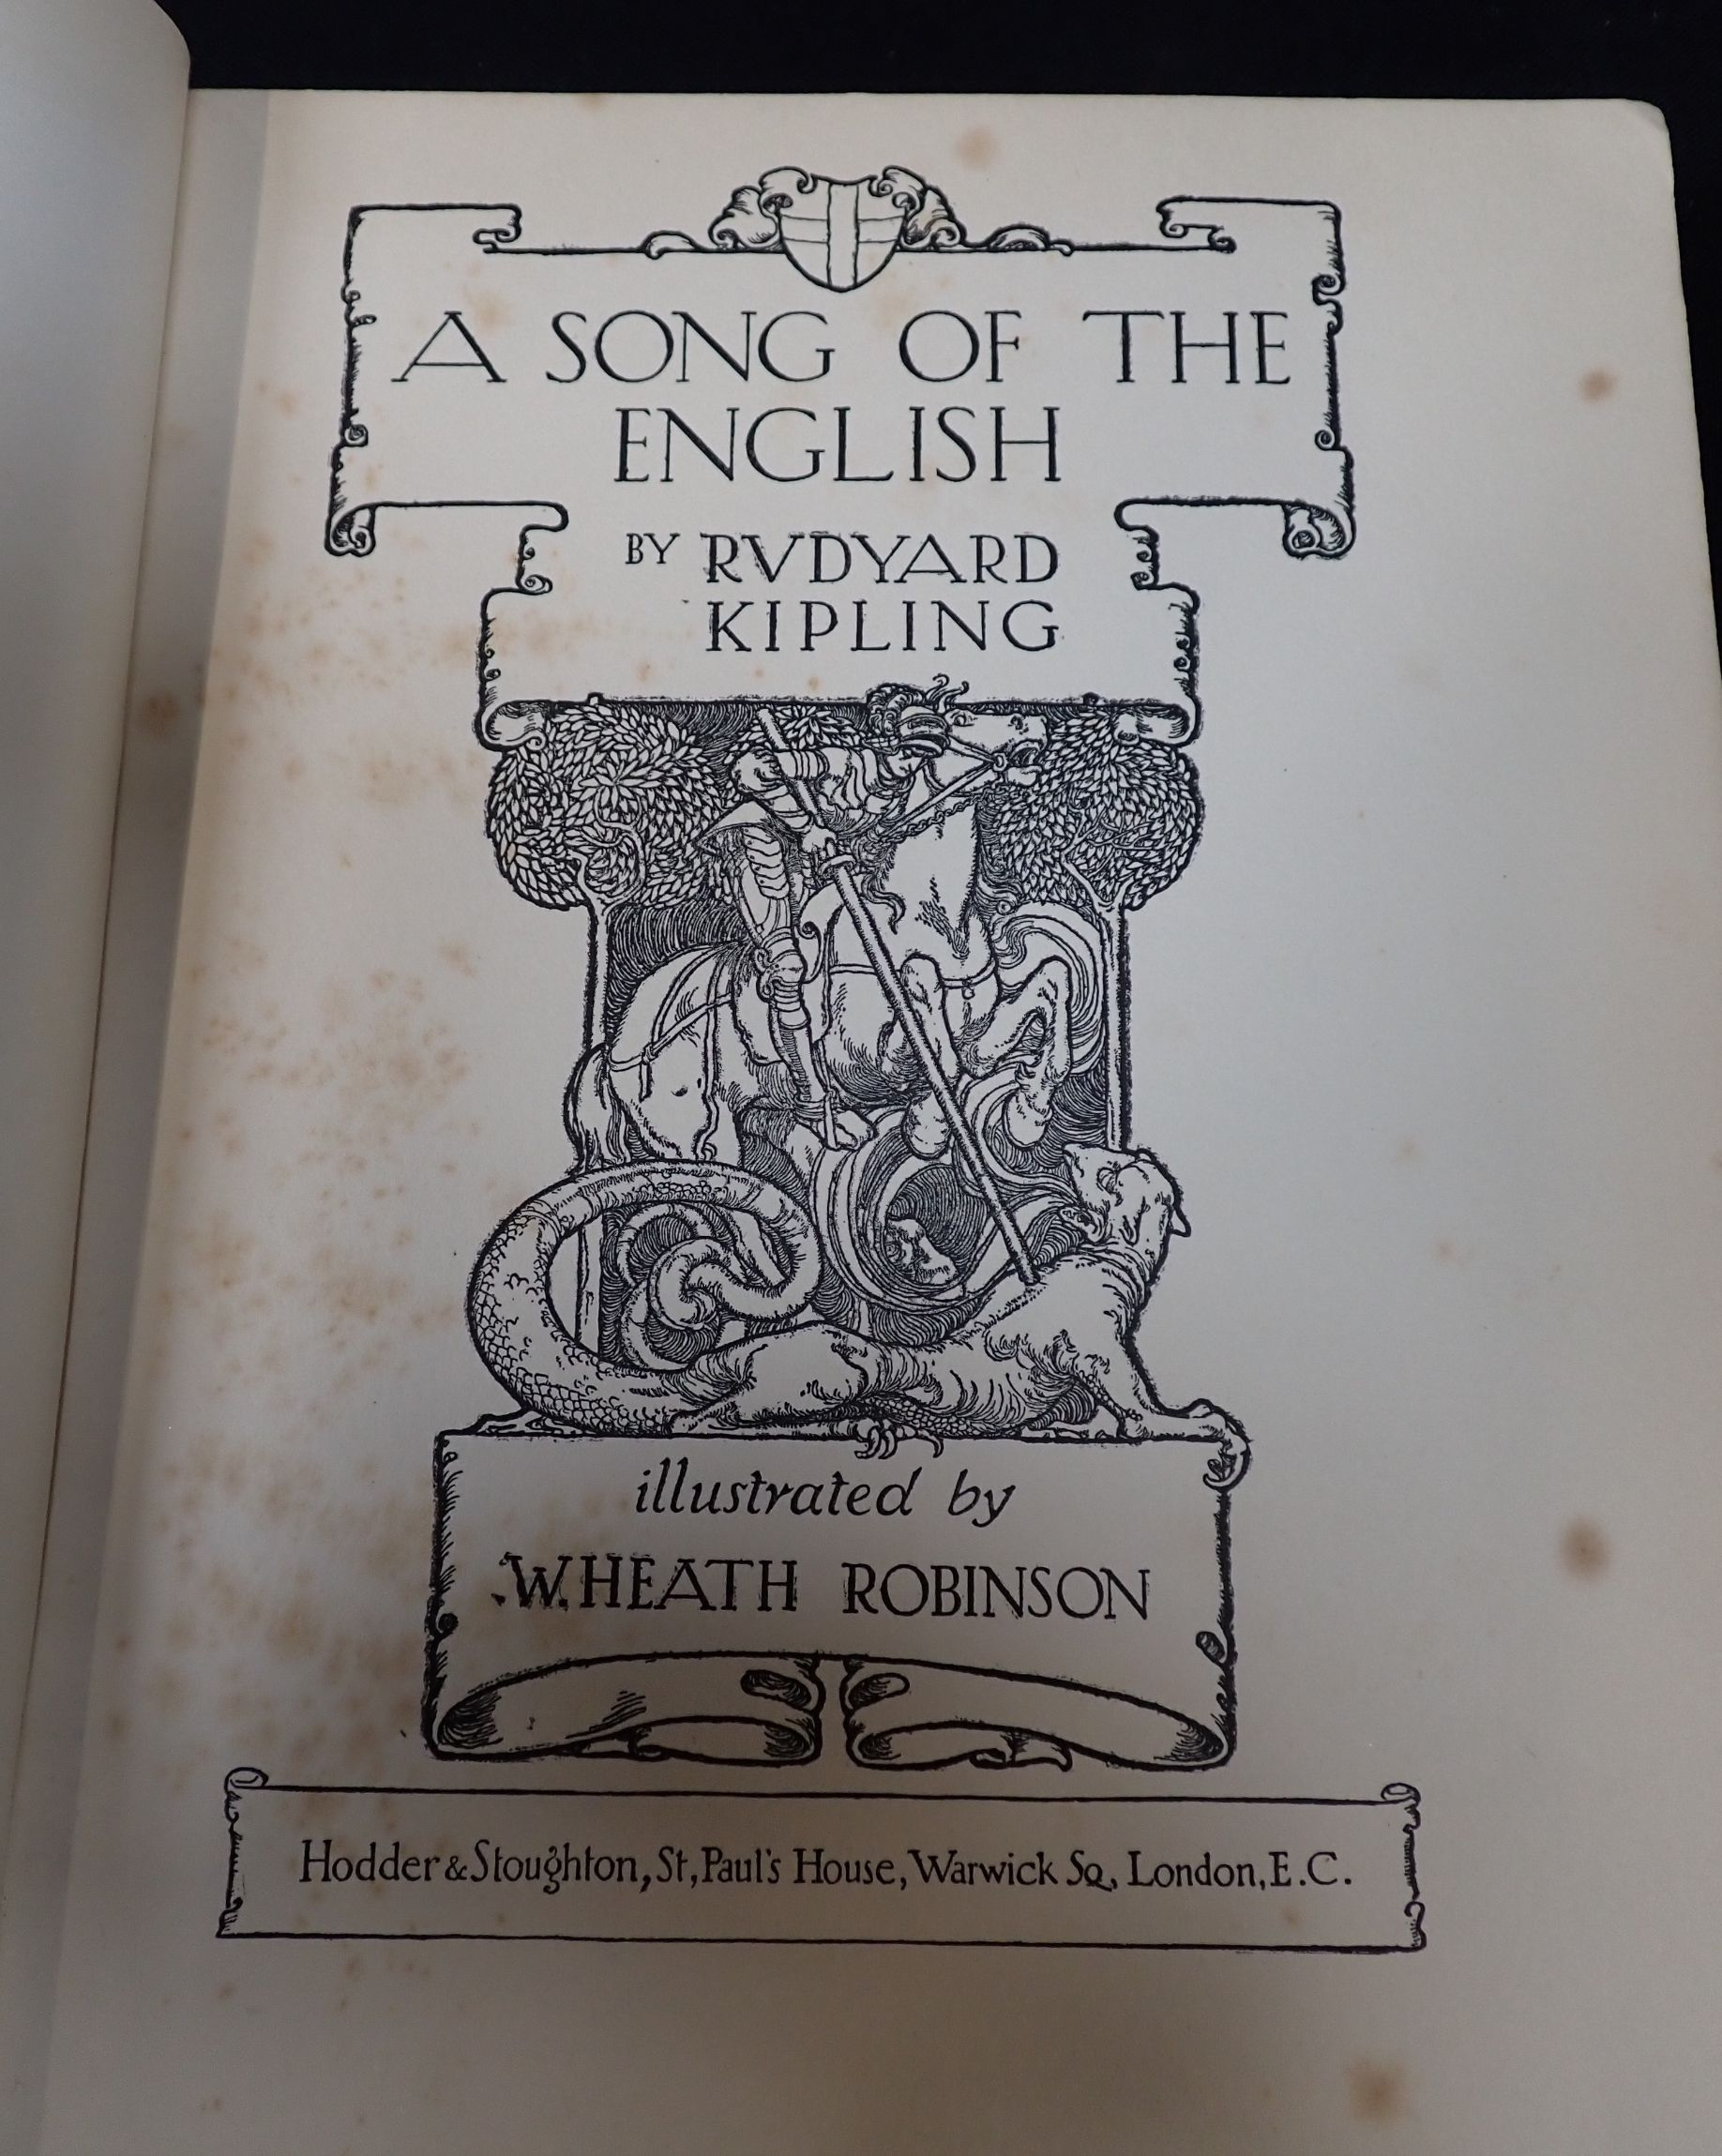 A SONG OF THE
ENGLISH
BY RVDYARD
KIPLING
illustrated by
W. HEATH ROBINSON
Hodder & Stoughton, St, Paul's House, Warwick Sq, London, E.C.